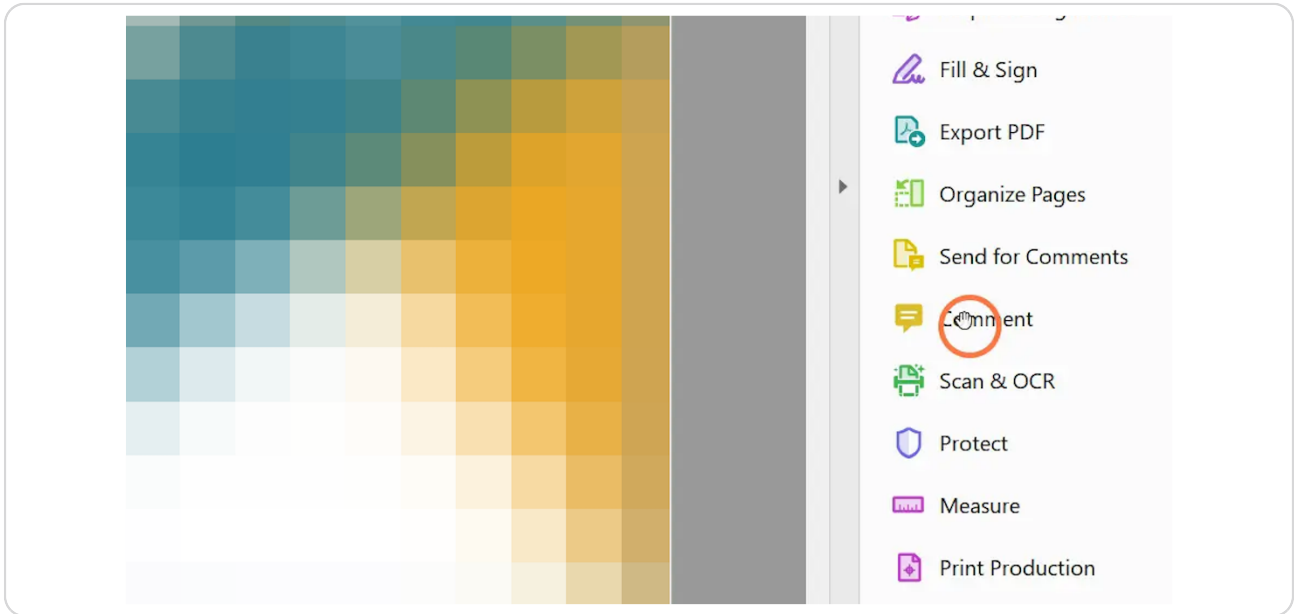 Fill & Sign
Export PDF
Organize Pages
Send for Comments
Comment
Scan & OCR
Protect
Measure
Print Production